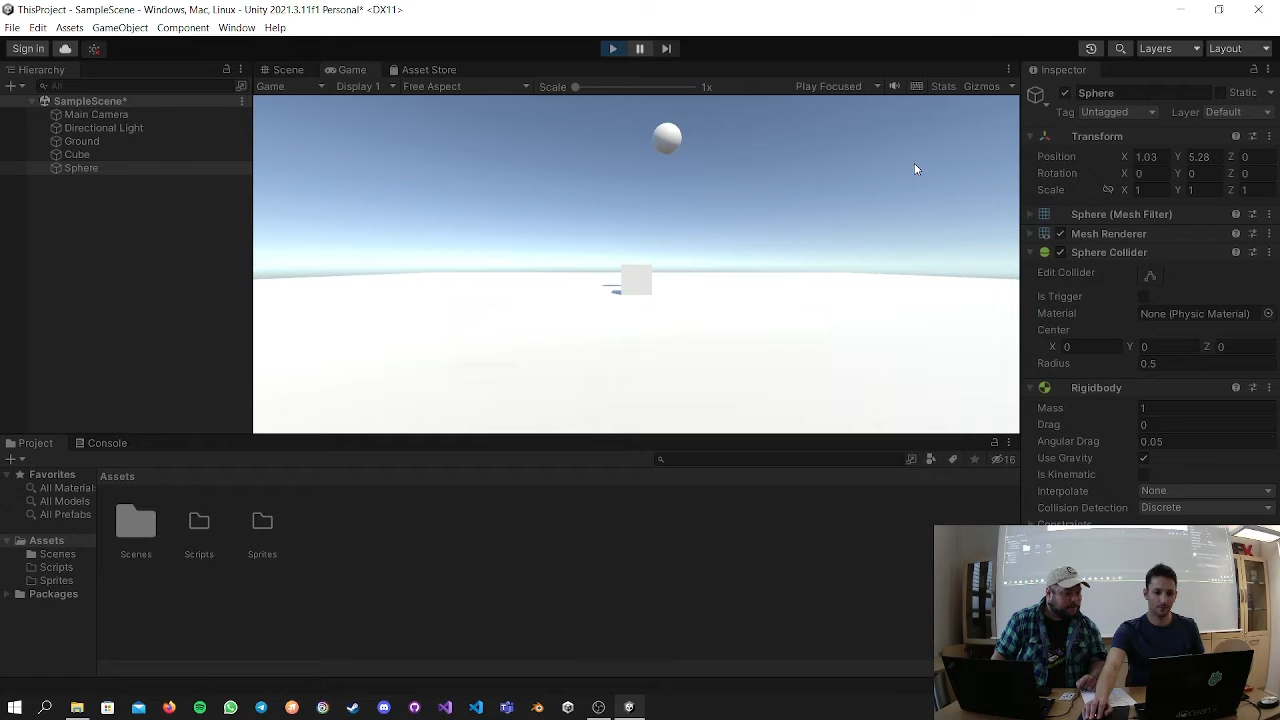 ThisProject - SampleScene - Windows, Mac, Linux - Unity 2021.3.11f1 Personal* <DX11>
File Edit Assets GameObject Component Window Help
Sign in
Layers
Layout
Hierarchy
All
SampleScene*
Main Camera
Directional Light
Ground
Cube
Sphere
Scene Game Asset Store
Game Display 1 Free Aspect Scale 1x Play Focused Stats Gizmos
Inspector
Sphere Static
Tag Untagged Layer Default
Transform
Position X 1.03 Y 5.28 Z 0
Rotation X 0 Y 0 Z 0
Scale X 1 Y 1 Z 1
Sphere (Mesh Filter)
Mesh Renderer
Sphere Collider
Edit Collider
Is Trigger
Material None (Physic Material)
Center
X 0 Y 0 Z 0
Radius 0.5
Rigidbody
Mass 1
Drag 0
Angular Drag 0.05
Use Gravity
Is Kinematic
Interpolate None
Collision Detection Discrete
Project Console
16
Favorites
All Material
All Models
All Prefabs
Assets
Scenes
Scripts
Sprites
Packages
Assets
Scenes Scripts Sprites